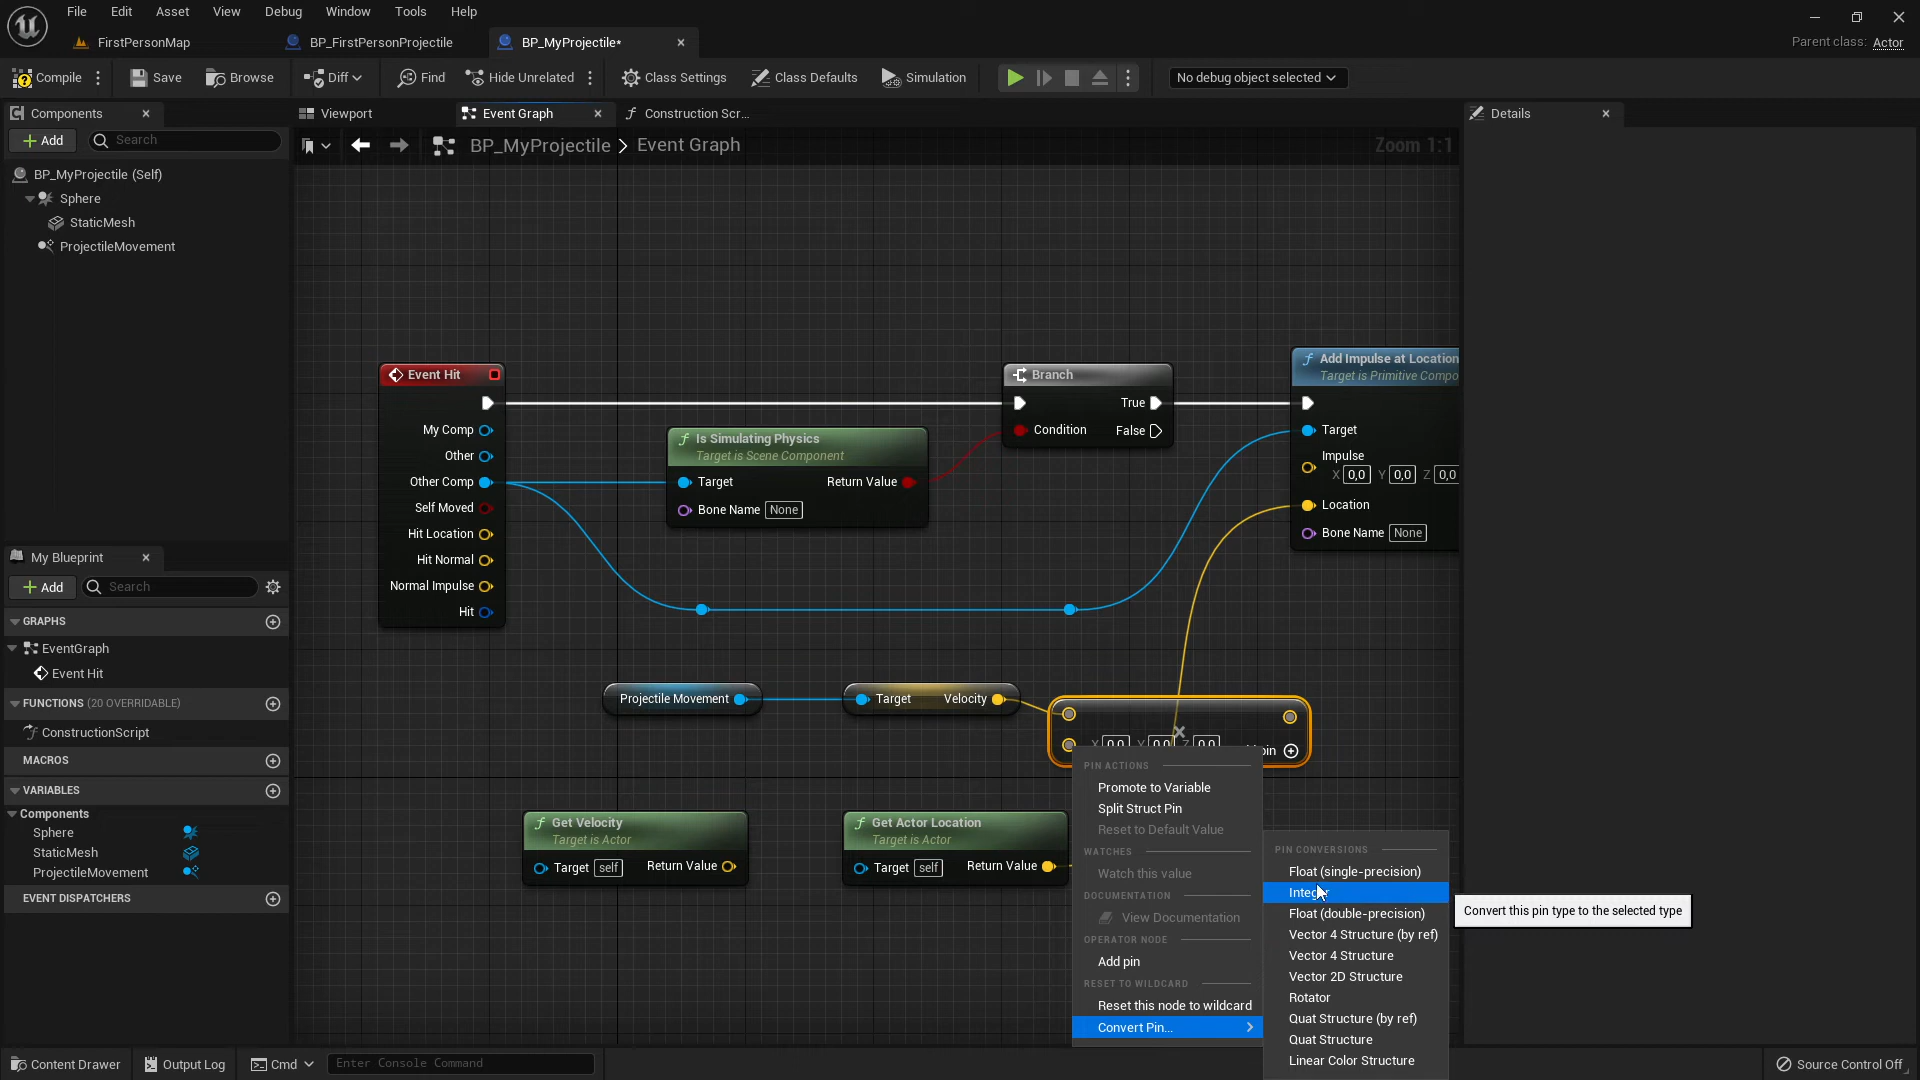 File Edit Asset View Debug Window Tools Help
FirstPersonMap
BP_FirstPersonProjectile
BP_MyProjectile*
Parent class: Actor
Compile
Save
Browse
Diff
Find
Hide Unrelated
Class Settings
Class Defaults
Simulation
No debug object selected
Components
Add
Search
BP_MyProjectile (Self)
Sphere
StaticMesh
ProjectileMovement
Viewport
Event Graph
Construction Scr...
BP_MyProjectile > Event Graph
Zoom 1:1
Details
Event Hit
My Comp
Other
Other Comp
Self Moved
Hit Location
Hit Normal
Normal Impulse
Hit
Is Simulating Physics
Target is Scene Component
Target
Return Value
Bone Name None
Branch
True
Condition
False
Add Impulse at Location
Target is Primitive Compo
Target
Impulse
X 0,0 Y 0,0 Z 0,0
Location
Bone Name None
Projectile Movement
Target Velocity
X 0,0 Y 0,0 Z 0,0
Get Velocity
Target is Actor
Target self Return Value
Get Actor Location
Target is Actor
Target self Return Value
PIN ACTIONS
Promote to Variable
Split Struct Pin
Reset to Default Value
WATCHES
Watch this value
DOCUMENTATION
View Documentation
OPERATOR NODE
Add pin
RESET TO WILDCARD
Reset this node to wildcard
Convert Pin...
PIN CONVERSIONS
Float (single-precision)
Integer
Float (double-precision)
Vector 4 Structure (by ref)
Vector 4 Structure
Vector 2D Structure
Rotator
Quat Structure (by ref)
Quat Structure
Linear Color Structure
Convert this pin type to the selected type
My Blueprint
Add
Search
GRAPHS
EventGraph
Event Hit
FUNCTIONS (20 OVERRIDABLE)
ConstructionScript
MACROS
VARIABLES
Components
Sphere
StaticMesh
ProjectileMovement
EVENT DISPATCHERS
Content Drawer
Output Log
Cmd
Enter Console Command
Source Control Off